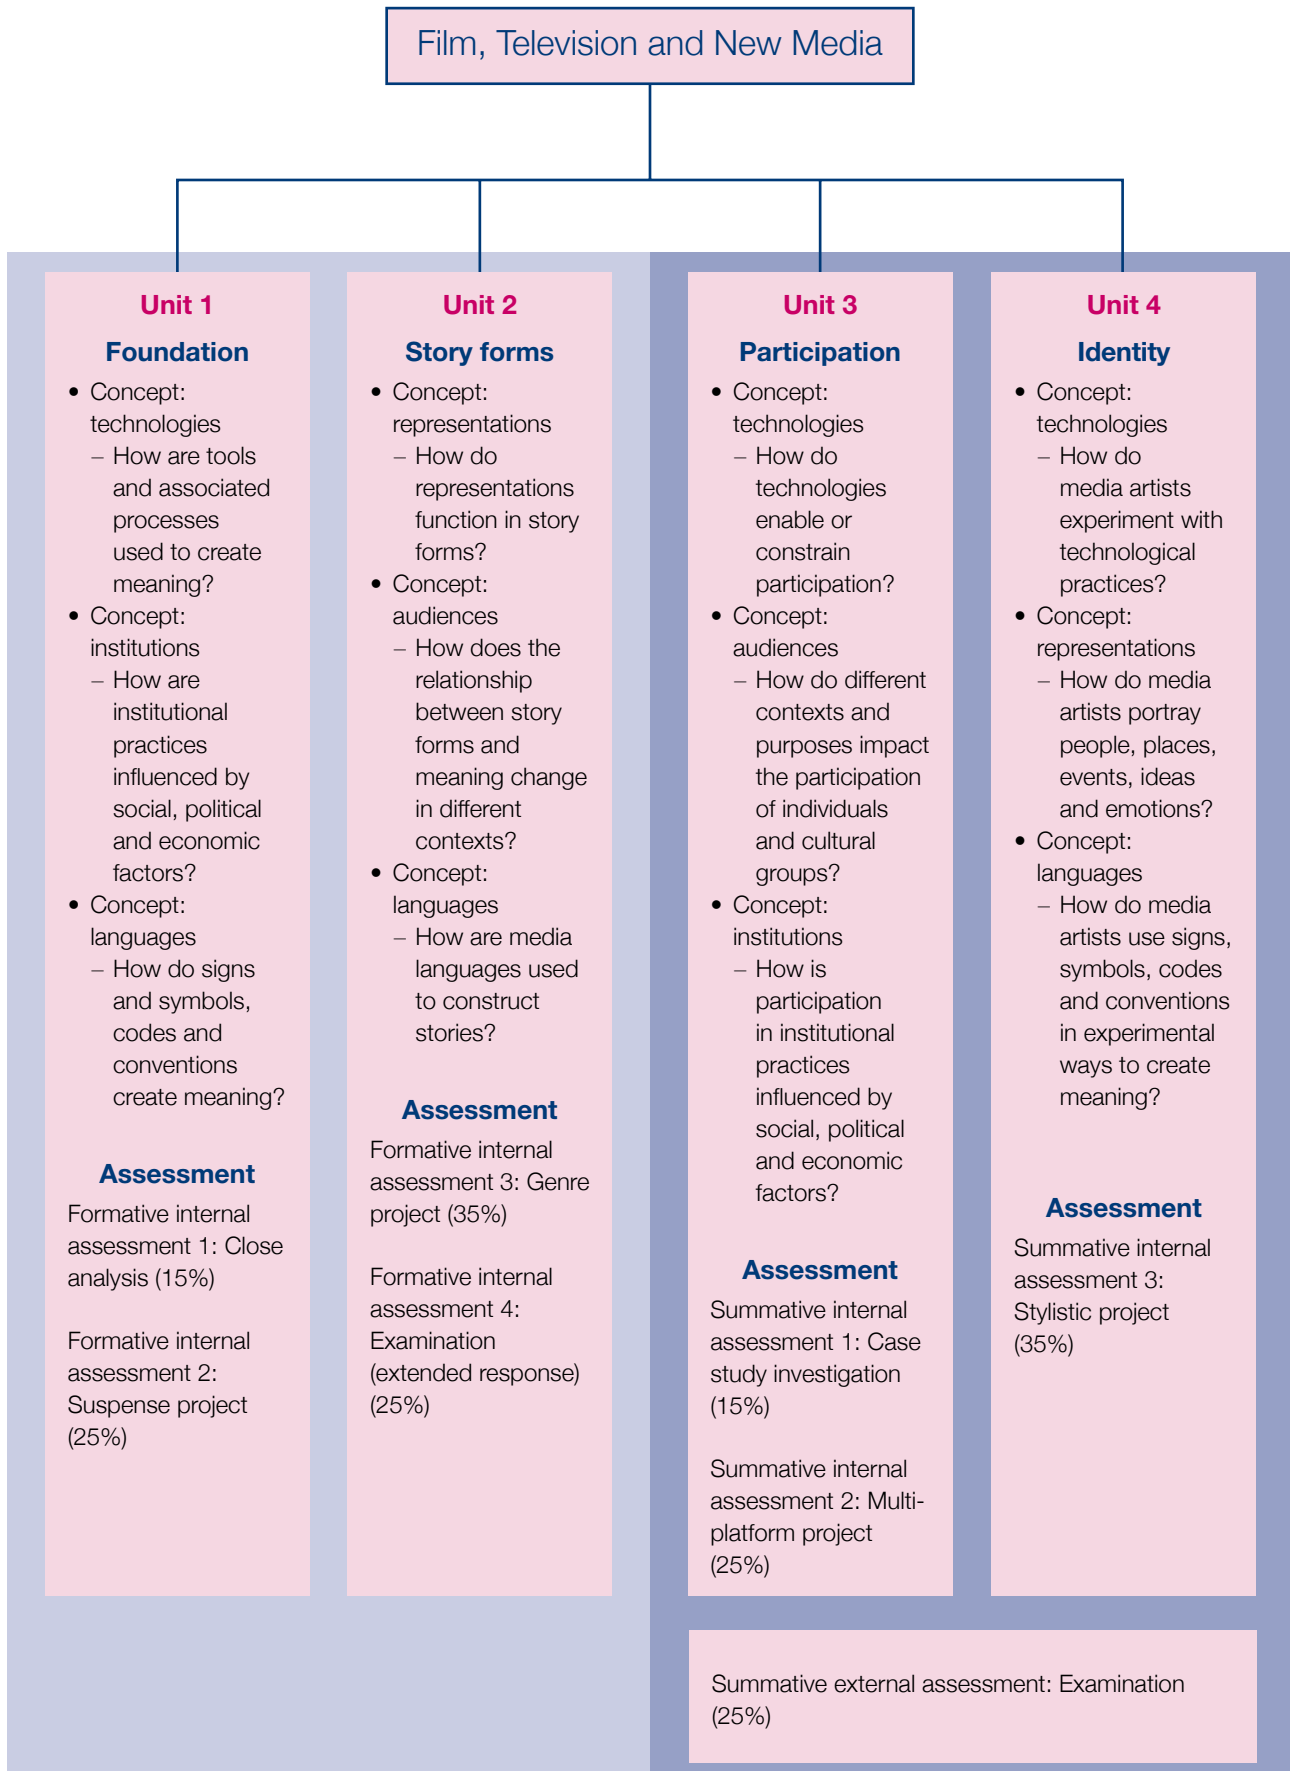 Film, Television and New Media
Unit 1
Foundation
• Concept:
technologies
– How are tools
and associated
processes
used to create
meaning?
• Concept:
institutions
– How are
institutional
practices
influenced by
social, political
and economic
factors?
• Concept:
languages
– How do signs
and symbols,
codes and
conventions
create meaning?
Assessment
Formative internal
assessment 1: Close
analysis (15%)
Formative internal
assessment 2:
Suspense project
(25%)
Unit 2
Story forms
• Concept:
representations
– How do
representations
function in story
forms?
• Concept:
audiences
– How does the
relationship
between story
forms and
meaning change
in different
contexts?
• Concept:
languages
– How are media
languages used
to construct
stories?
Assessment
Formative internal
assessment 3: Genre
project (35%)
Formative internal
assessment 4:
Examination
(extended response)
(25%)
Unit 3
Participation
• Concept:
technologies
– How do
technologies
enable or
constrain
participation?
• Concept:
audiences
– How do different
contexts and
purposes impact
the participation
of individuals
and cultural
groups?
• Concept:
institutions
– How is
participation
in institutional
practices
influenced by
social, political
and economic
factors?
Assessment
Summative internal
assessment 1: Case
study investigation
(15%)
Summative internal
assessment 2: Multi-
platform project
(25%)
Unit 4
Identity
• Concept:
technologies
– How do
media artists
experiment with
technological
practices?
• Concept:
representations
– How do media
artists portray
people, places,
events, ideas
and emotions?
• Concept:
languages
– How do media
artists use signs,
symbols, codes
and conventions
in experimental
ways to create
meaning?
Assessment
Summative internal
assessment 3:
Stylistic project
(35%)
Summative external assessment: Examination
(25%)